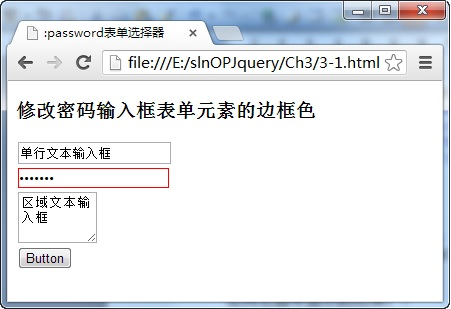 :password表单选择器
file:///E:/slnOPJquery/Ch3/3-1.html
修改密码输入框表单元素的边框色
单行文本输入框
•••••••
区域文本输
入框
Button